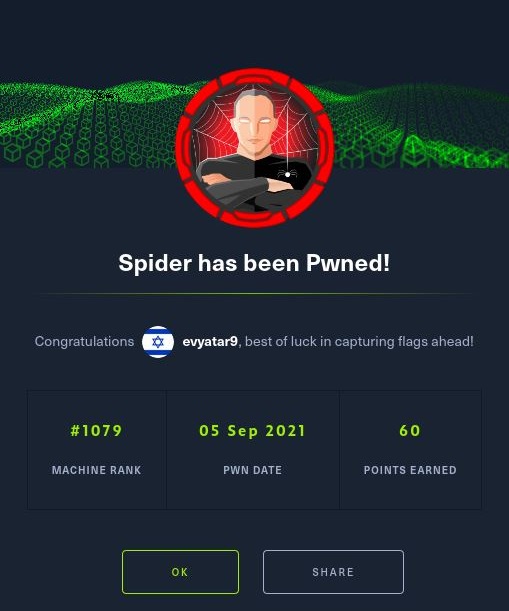 Spider has been Pwned!
Congratulations evyatar9, best of luck in capturing flags ahead!
#1079 05 Sep 2021 60
MACHINE RANK PWN DATE POINTS EARNED
OK SHARE